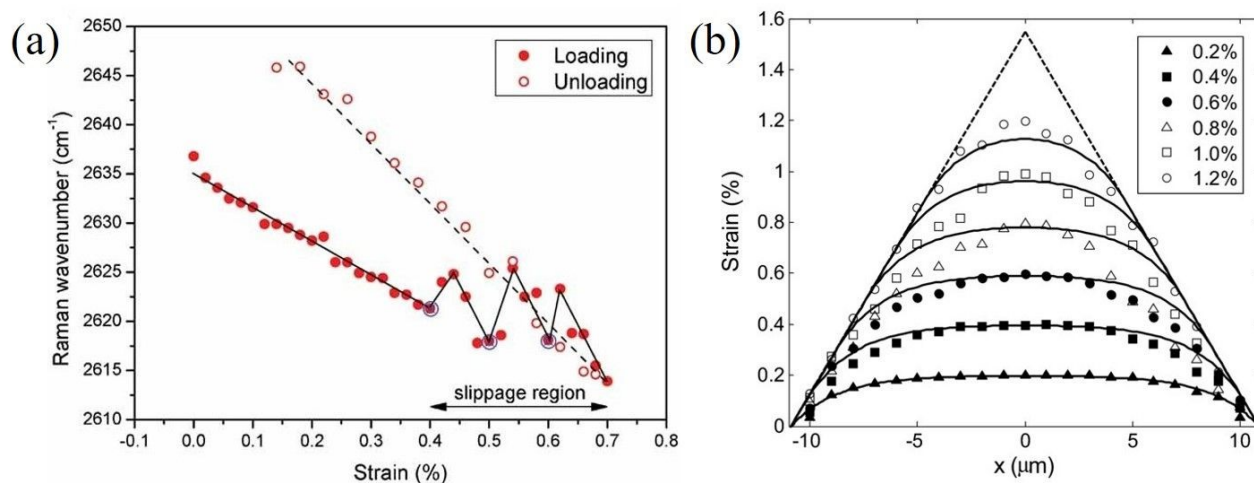 (a)
2650
2645
2640
2635
2630
2625
2620
2615
2610
Raman wavenumber (cm⁻¹)
Loading
Unloading
slippage region
-0.1 0.0 0.1 0.2 0.3 0.4 0.5 0.6 0.7 0.8
Strain (%)
(b)
1.6
1.4
1.2
1.0
0.8
0.6
0.4
0.2
0
Strain (%)
0.2%
0.4%
0.6%
0.8%
1.0%
1.2%
-10 -5 0 5 10
x (μm)